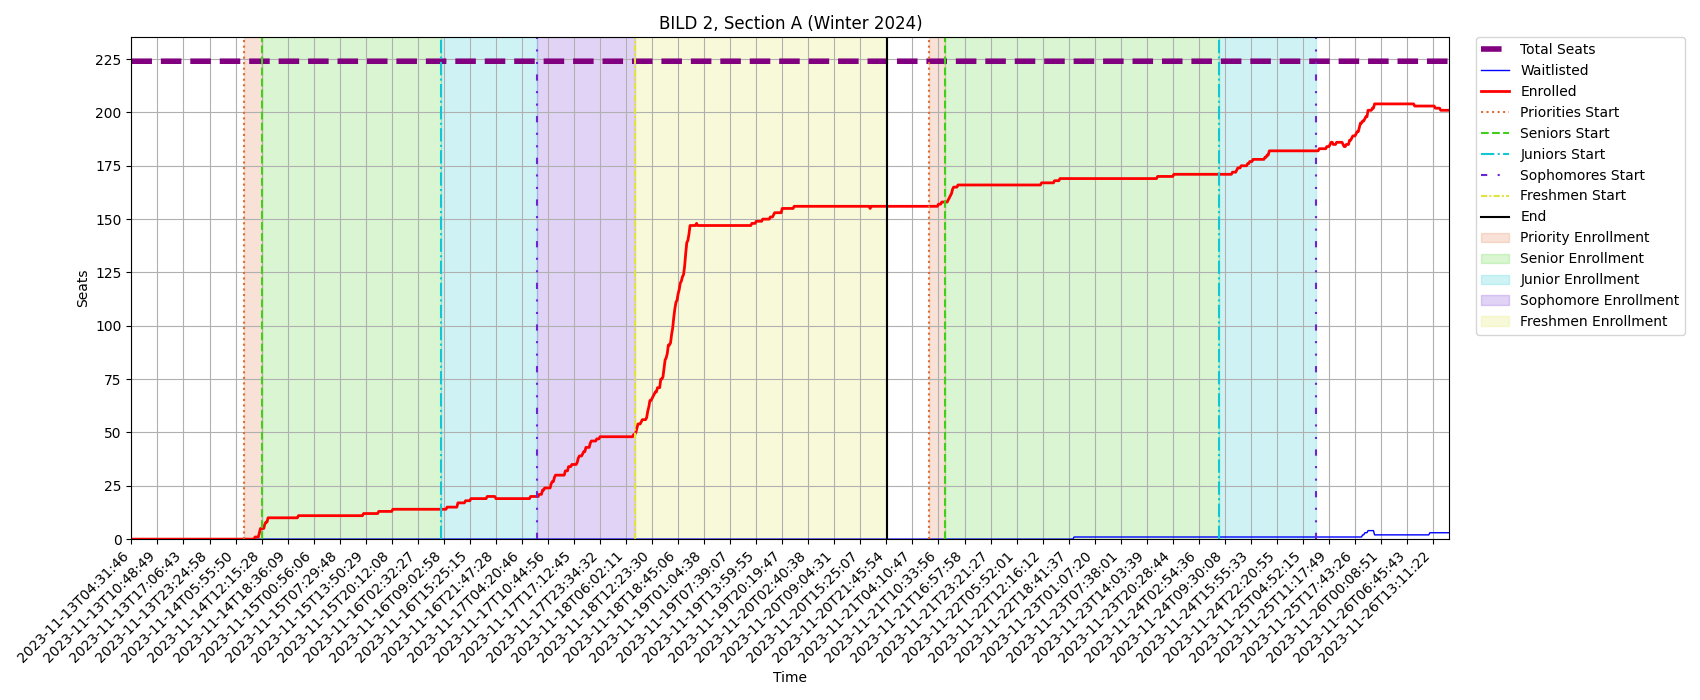 BILD 2, Section A (Winter 2024)
Seats
225
200
175
150
125
100
75
50
25
0
2023-11-13T04:31:46
2023-11-13T10:48:49
2023-11-13T17:06:43
2023-11-13T23:24:58
2023-11-14T05:55:50
2023-11-14T12:15:28
2023-11-14T18:36:09
2023-11-15T00:56:06
2023-11-15T07:29:48
2023-11-15T13:50:29
2023-11-15T20:12:08
2023-11-16T02:32:27
2023-11-16T09:02:58
2023-11-16T15:25:15
2023-11-16T21:47:28
2023-11-17T04:20:46
2023-11-17T10:44:56
2023-11-17T17:12:45
2023-11-17T23:34:32
2023-11-18T06:02:11
2023-11-18T12:23:30
2023-11-18T18:45:06
2023-11-19T01:04:38
2023-11-19T07:39:07
2023-11-19T13:59:55
2023-11-19T20:19:47
2023-11-20T02:40:38
2023-11-20T09:04:31
2023-11-20T15:25:07
2023-11-20T21:45:54
2023-11-21T04:10:47
2023-11-21T10:33:56
2023-11-21T16:57:58
2023-11-21T23:21:27
2023-11-22T05:52:01
2023-11-22T12:16:12
2023-11-22T18:41:37
2023-11-23T01:07:20
2023-11-23T07:38:01
2023-11-23T14:03:39
2023-11-23T20:28:44
2023-11-24T02:54:36
2023-11-24T09:30:08
2023-11-24T15:55:33
2023-11-24T22:20:55
2023-11-25T04:52:15
2023-11-25T11:17:49
2023-11-25T17:43:26
2023-11-26T00:08:51
2023-11-26T06:45:43
2023-11-26T13:11:22
Time
Total Seats
Waitlisted
Enrolled
Priorities Start
Seniors Start
Juniors Start
Sophomores Start
Freshmen Start
End
Priority Enrollment
Senior Enrollment
Junior Enrollment
Sophomore Enrollment
Freshmen Enrollment